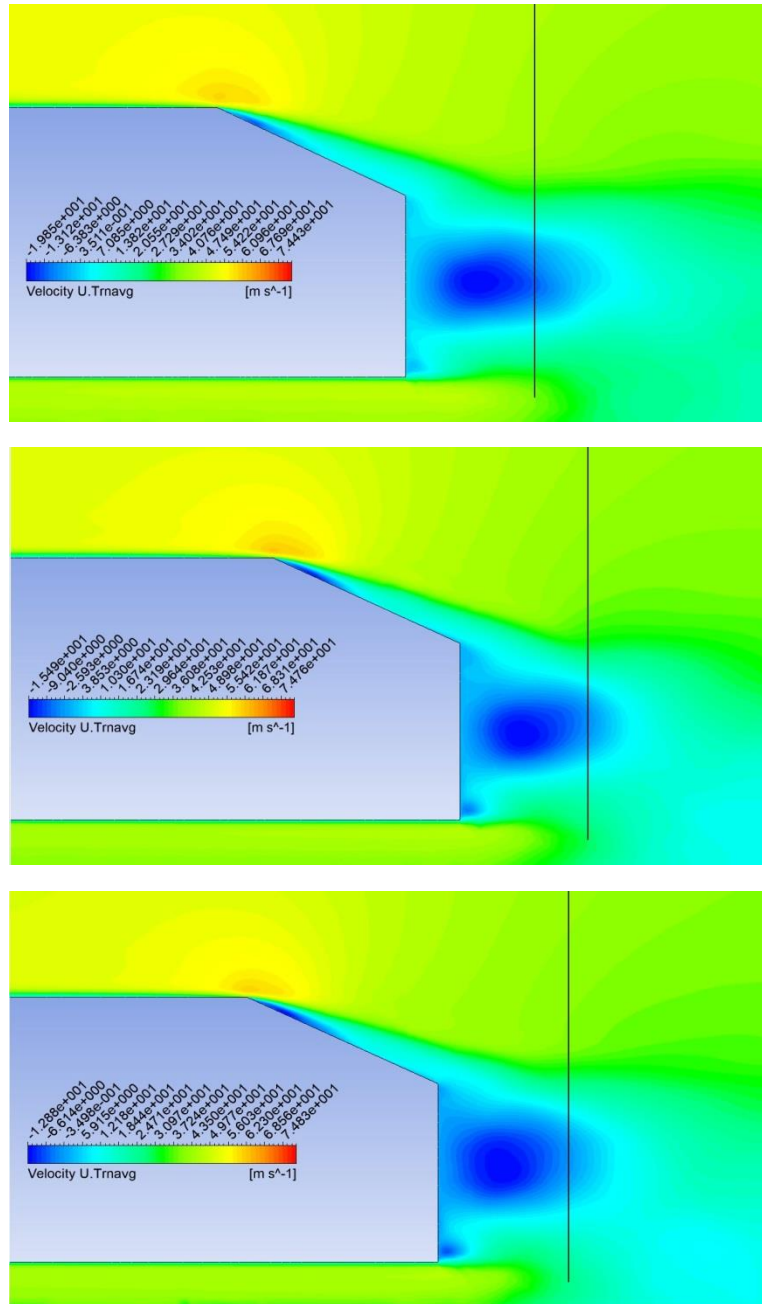 -1.985e+001
-1.312e+001
-6.383e+000
3.511e-001
7.085e+000
1.382e+001
2.055e+001
2.729e+001
3.402e+001
4.076e+001
4.749e+001
5.422e+001
6.096e+001
6.769e+001
7.443e+001
Velocity U.Trnavg [m s^-1]
-1.549e+001
-9.040e+000
-2.593e+000
3.853e+000
1.030e+001
1.674e+001
2.319e+001
2.964e+001
3.608e+001
4.253e+001
4.898e+001
5.542e+001
6.187e+001
6.831e+001
7.476e+001
Velocity U.Trnavg [m s^-1]
-1.288e+001
-6.614e+000
-3.498e-001
5.915e+000
1.218e+001
1.844e+001
2.471e+001
3.097e+001
3.724e+001
4.350e+001
4.977e+001
5.603e+001
6.230e+001
6.856e+001
7.483e+001
Velocity U.Trnavg [m s^-1]